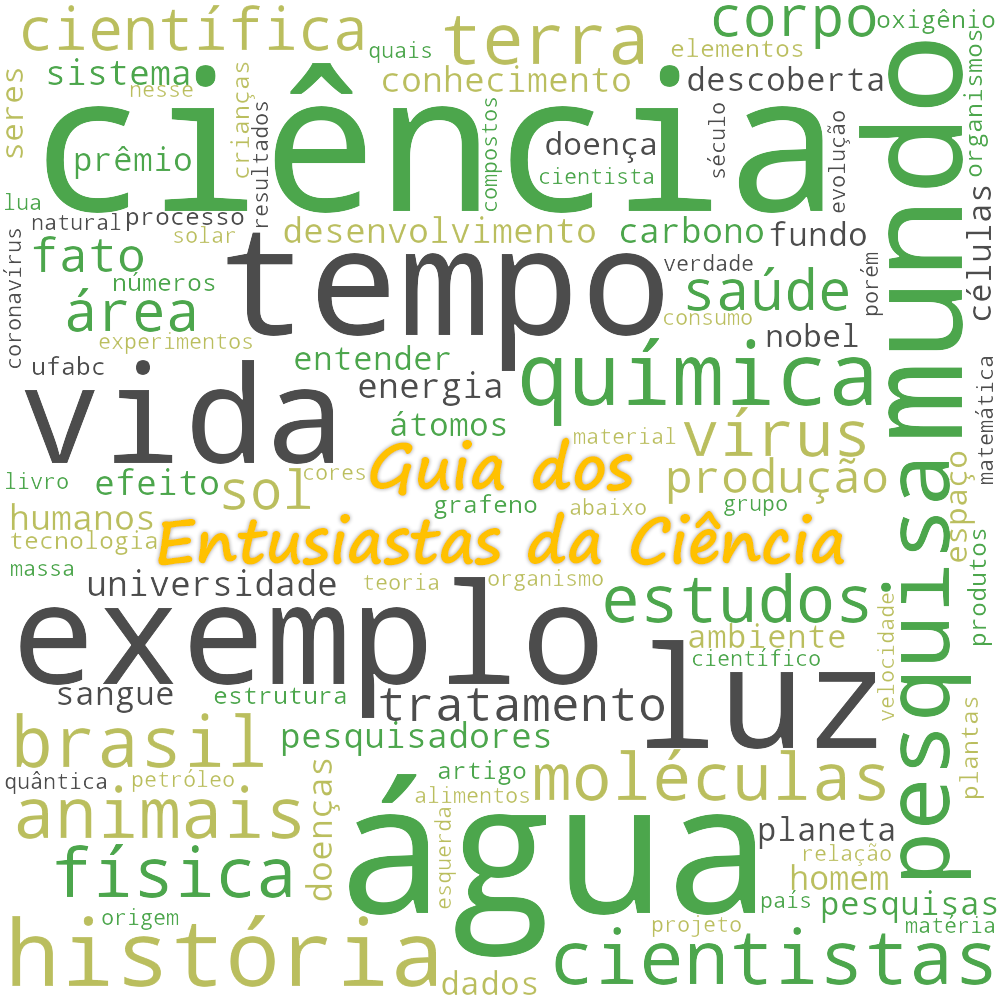 científica
quais
terra
elementos
corpo
oxigênio
seres
sistema
nesse
crianças
conhecimento
descoberta
organismos
ciência
mundo
prêmio
resultados
compostos
doença
cientista
século
evolução
lua
natural
processo
solar
desenvolvimento
carbono
fundo
células
coronavírus
fato
números
tempo
verdade
saúde
porém
área
experimentos
consumo
nobel
ufabc
entender
química
matemática
vida
energia
átomos
material
vírus
Guia dos
livro
efeito
sol
cores
grafeno
abaixo
grupo
produção
espaço
pesquisa
humanos
tecnologia
Entusiastas da Ciência
produtos
massa
universidade
teoria
organismo
estudos
velocidade
exemplo
ambiente
científico
luz
sangue
estrutura
tratamento
plantas
brasil
pesquisadores
quântica
petróleo
doenças
artigo
alimentos
moléculas
animais
água
planeta
esquerda
relação
física
homem
origem
país
pesquisas
projeto
matéria
história
dados
cientistas